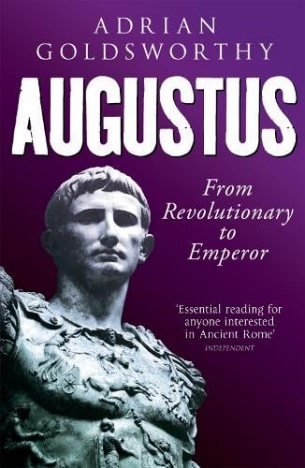 ADRIAN
GOLDSWORTHY
AUGUSTUS
From
Revolutionary
to
Emperor
‘Essential reading for
anyone interested
in Ancient Rome’
INDEPENDENT